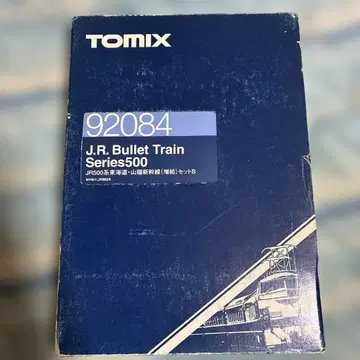 TOMIX
92084
J.R. Bullet Train
Series500
JR500系東海道・山陽新幹線(増結)セットB